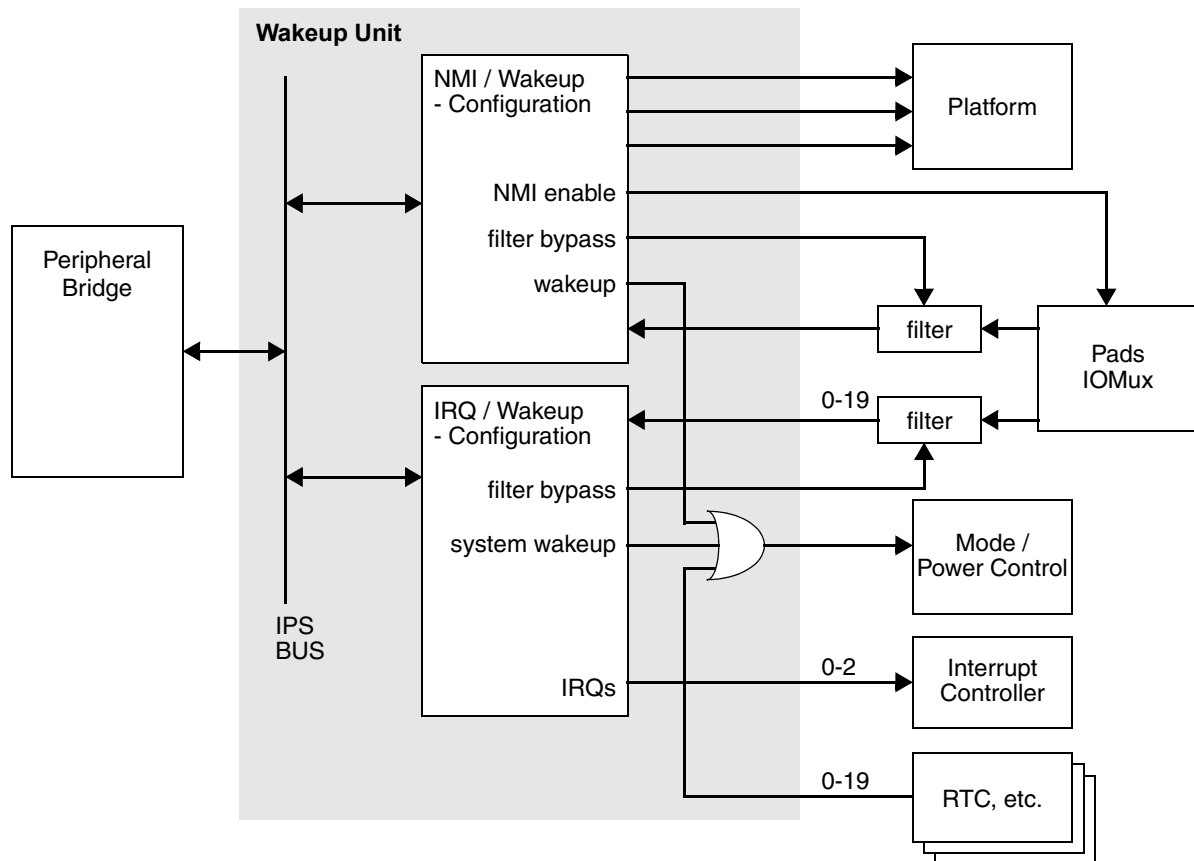 Wakeup Unit
NMI / Wakeup
- Configuration
Platform
NMI enable
filter bypass
wakeup
Peripheral
Bridge
filter
Pads
IOMux
IRQ / Wakeup
- Configuration
0-19
filter
filter bypass
system wakeup
Mode /
Power Control
IPS
BUS
IRQs
0-2
Interrupt
Controller
0-19
RTC, etc.